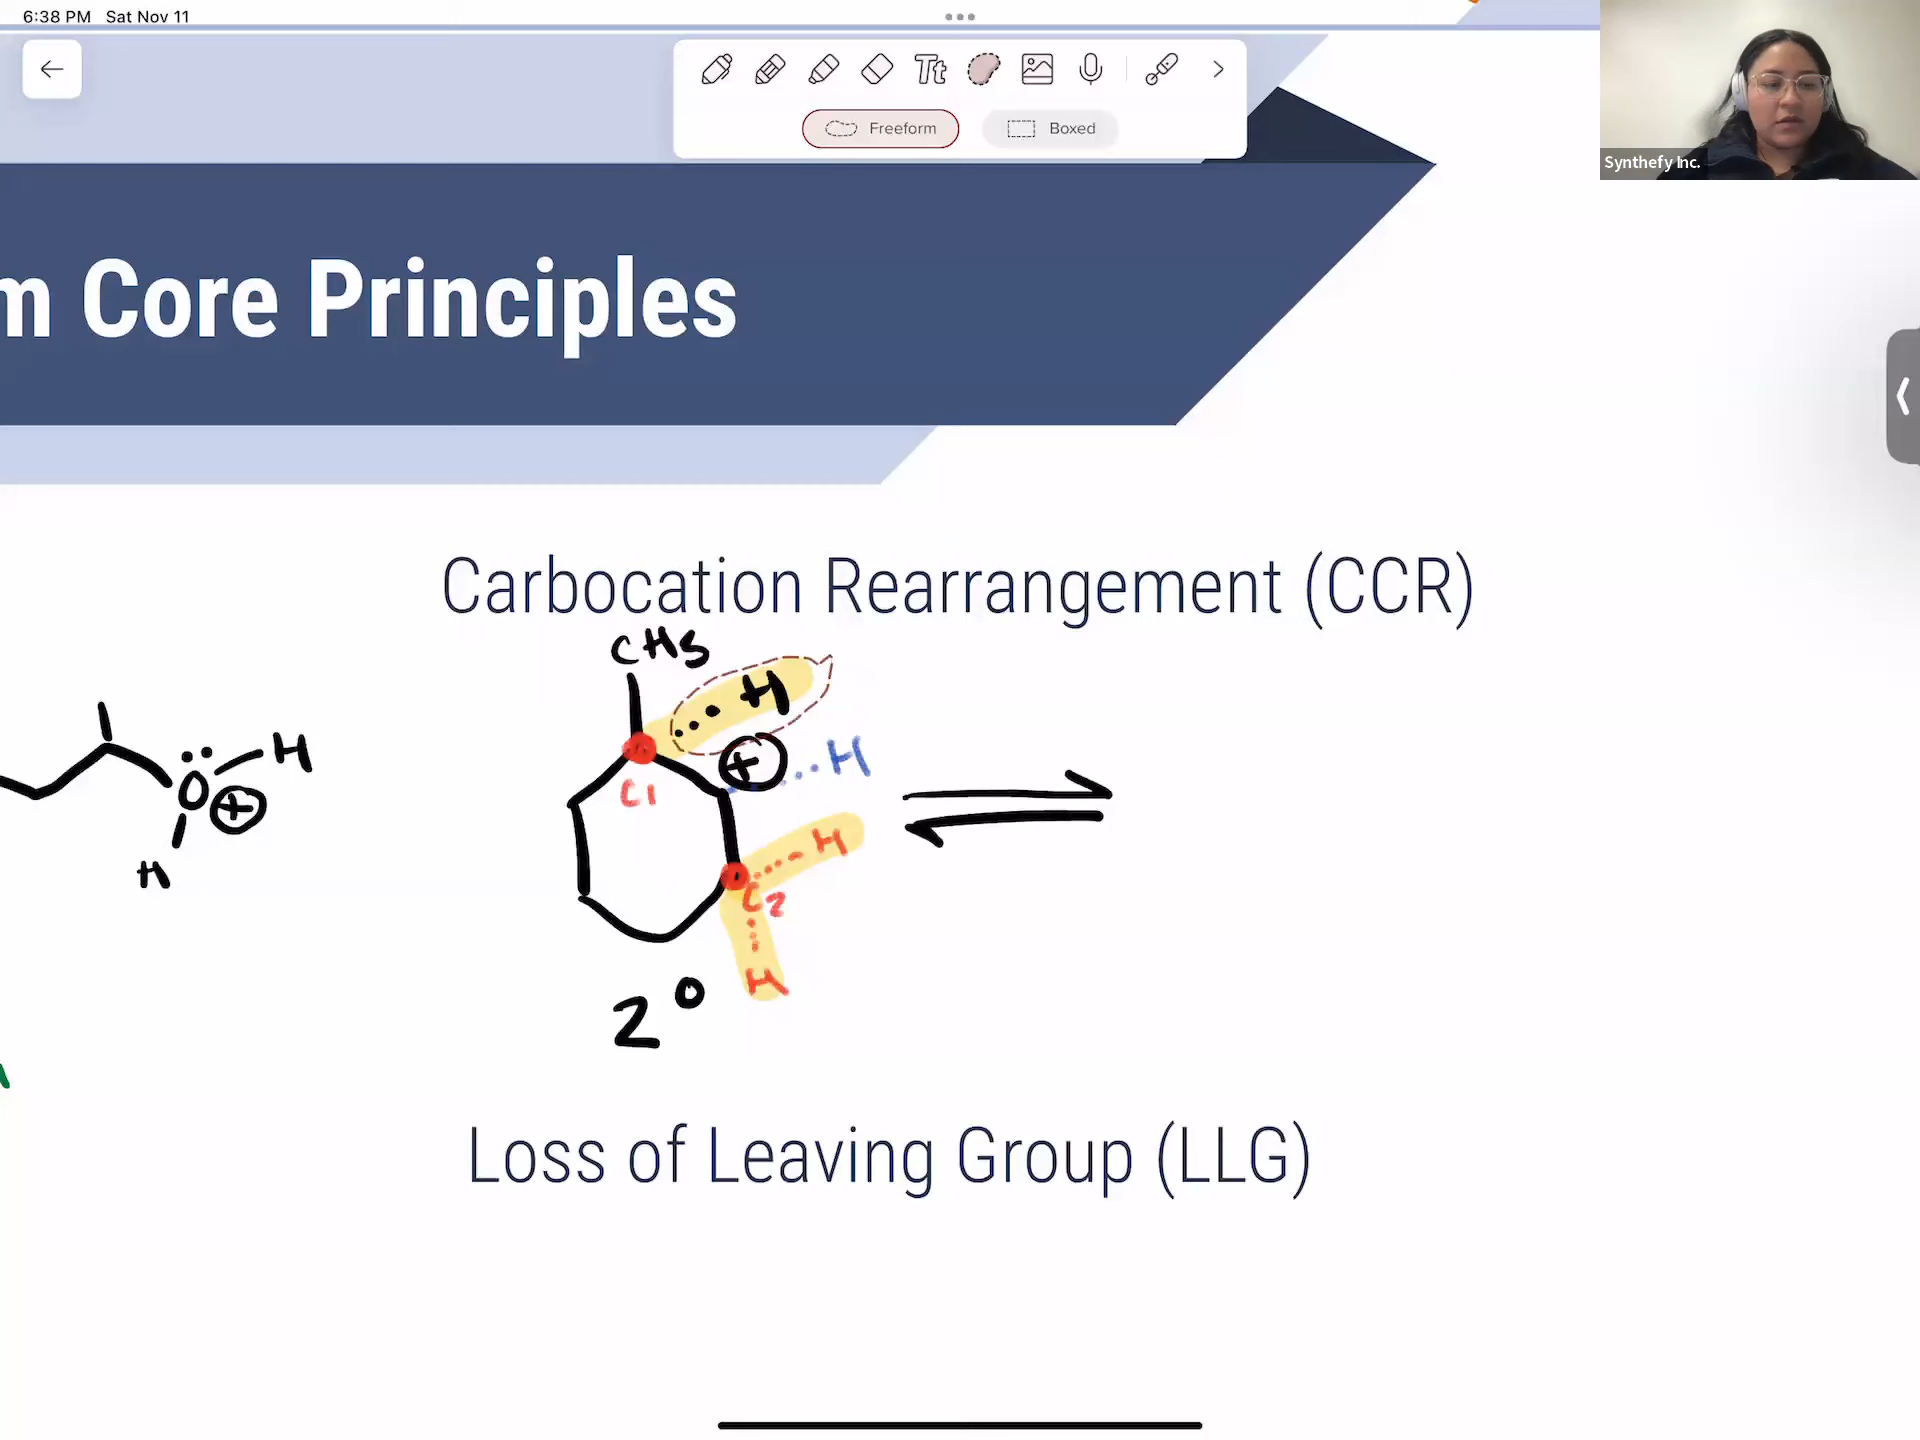 6:38 PM Sat Nov 11
Tt
Freeform
Boxed
Synthefy Inc.
m Core Principles
Carbocation Rearrangement (CCR)
CH3
H
H
C1
H
C2
H
2°
O
H
H
Loss of Leaving Group (LLG)